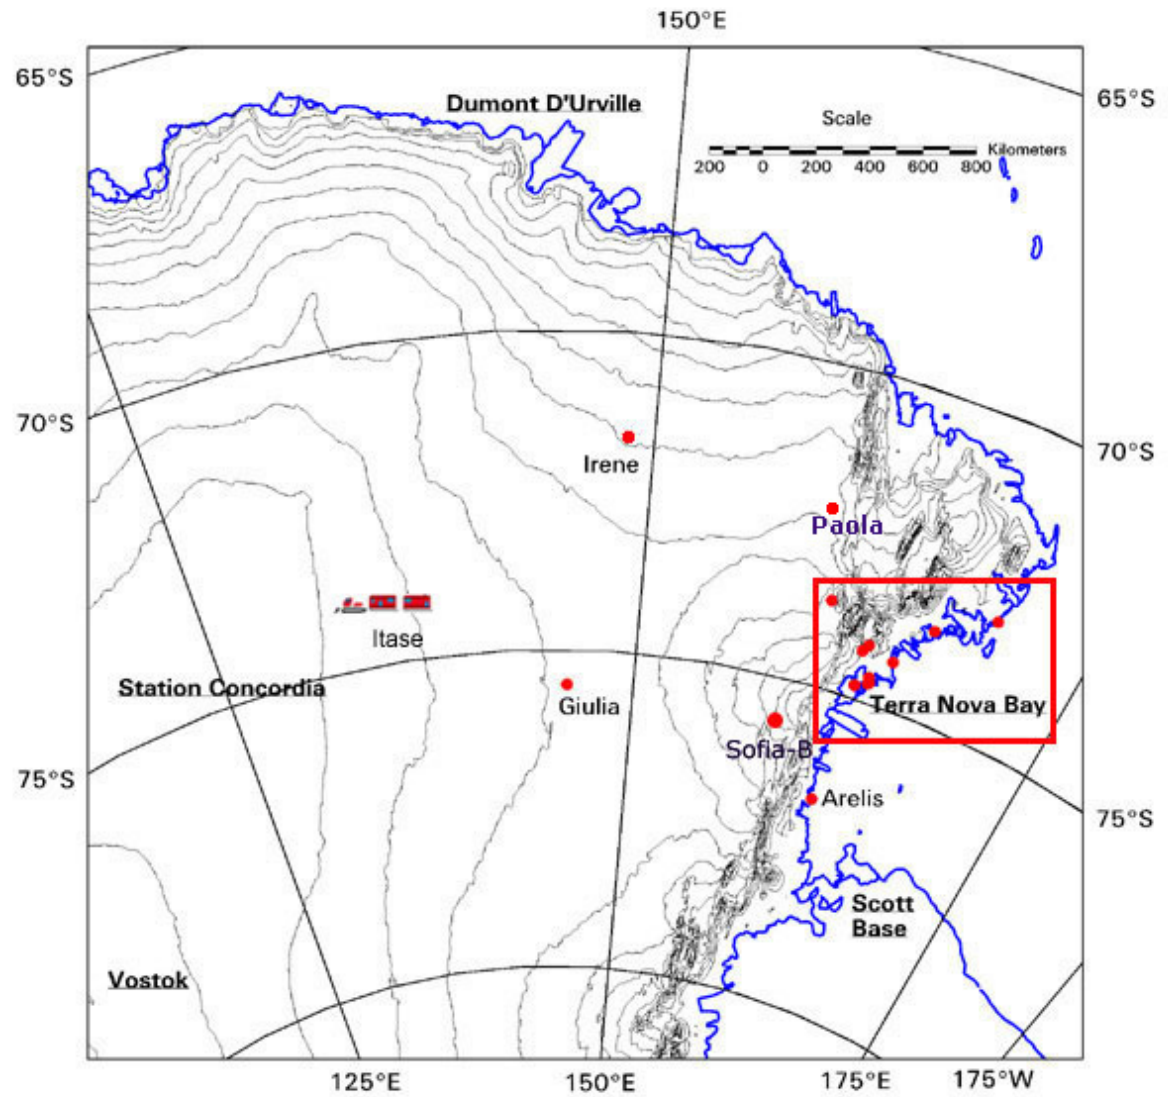 150°E
65°S
65°S
Dumont D'Urville
Scale
Kilometers
200 0 200 400 600 800
70°S
70°S
Irene
Paola
Itase
Station Concordia
Giulia
Terra Nova Bay
Sofia-B
75°S
Arelis
75°S
Scott
Base
Vostok
125°E 150°E 175°E 175°W